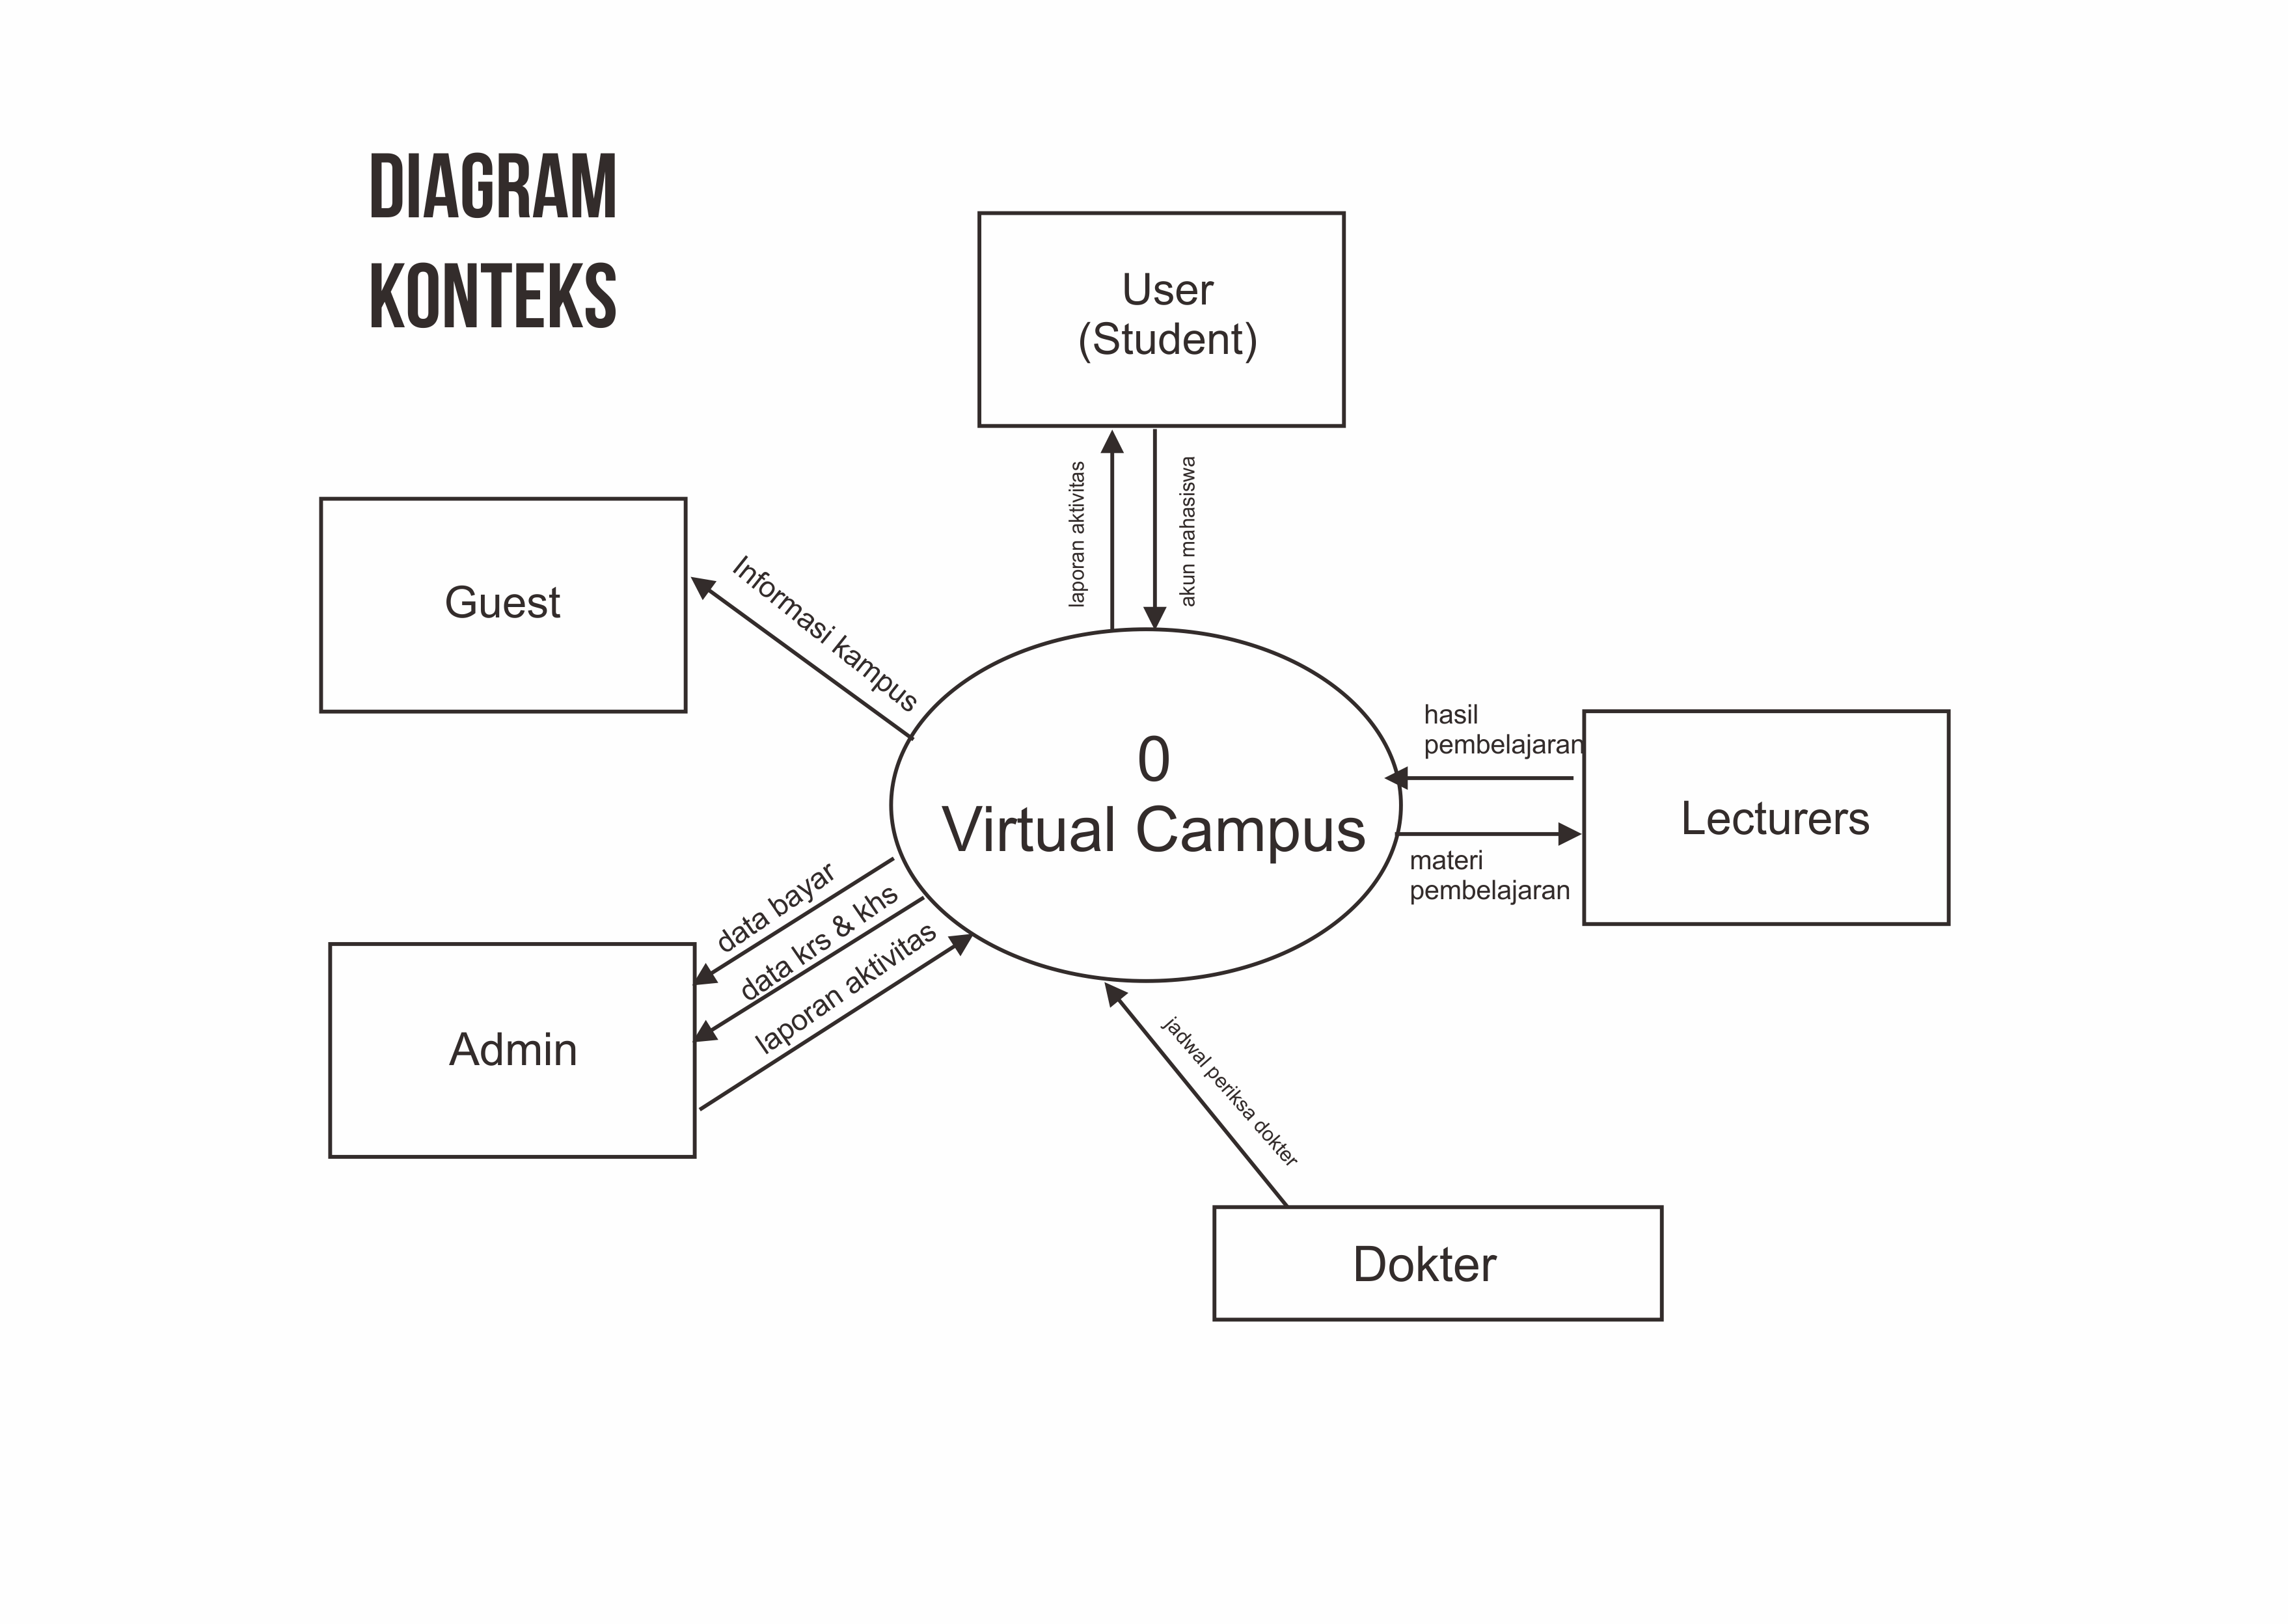 DIAGRAM
KONTEKS
User
(Student)
laporan aktivitas
akun mahasiswa
Guest
Informasi kampus
0
Virtual Campus
hasil
pembelajaran
Lecturers
materi
pembelajaran
data bayar
data krs & khs
laporan aktivitas
Admin
jadwal periksa dokter
Dokter